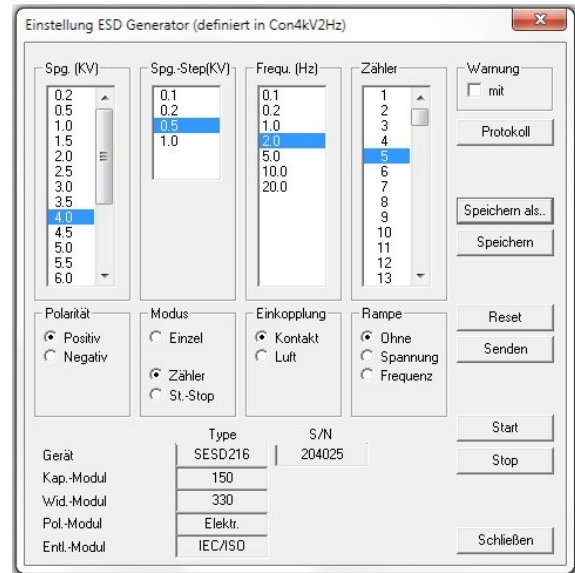 Einstellung ESD Generator (definiert in Con4kV2Hz)
Spg. (KV)
0.2
0.5
1.0
1.5
2.0
2.5
3.0
3.5
4.0
4.5
5.0
5.5
6.0
Spg.-Step(KV)
0.1
0.2
0.5
1.0
Frequ. (Hz)
0.1
0.2
1.0
2.0
5.0
10.0
20.0
Zähler
1
2
3
4
5
6
7
8
9
10
11
12
13
Warnung
mit
Protokoll
Speichern als..
Speichern
Polarität
Positiv
Negativ
Modus
Einzel
Zähler
St.-Stop
Einkopplung
Kontakt
Luft
Rampe
Ohne
Spannung
Frequenz
Reset
Senden
Type S/N
Gerät SESD216 204025
Kap.-Modul 150
Wid.-Modul 330
Pol.-Modul Elektr.
Entl.-Modul IEC/ISO
Start
Stop
Schließen